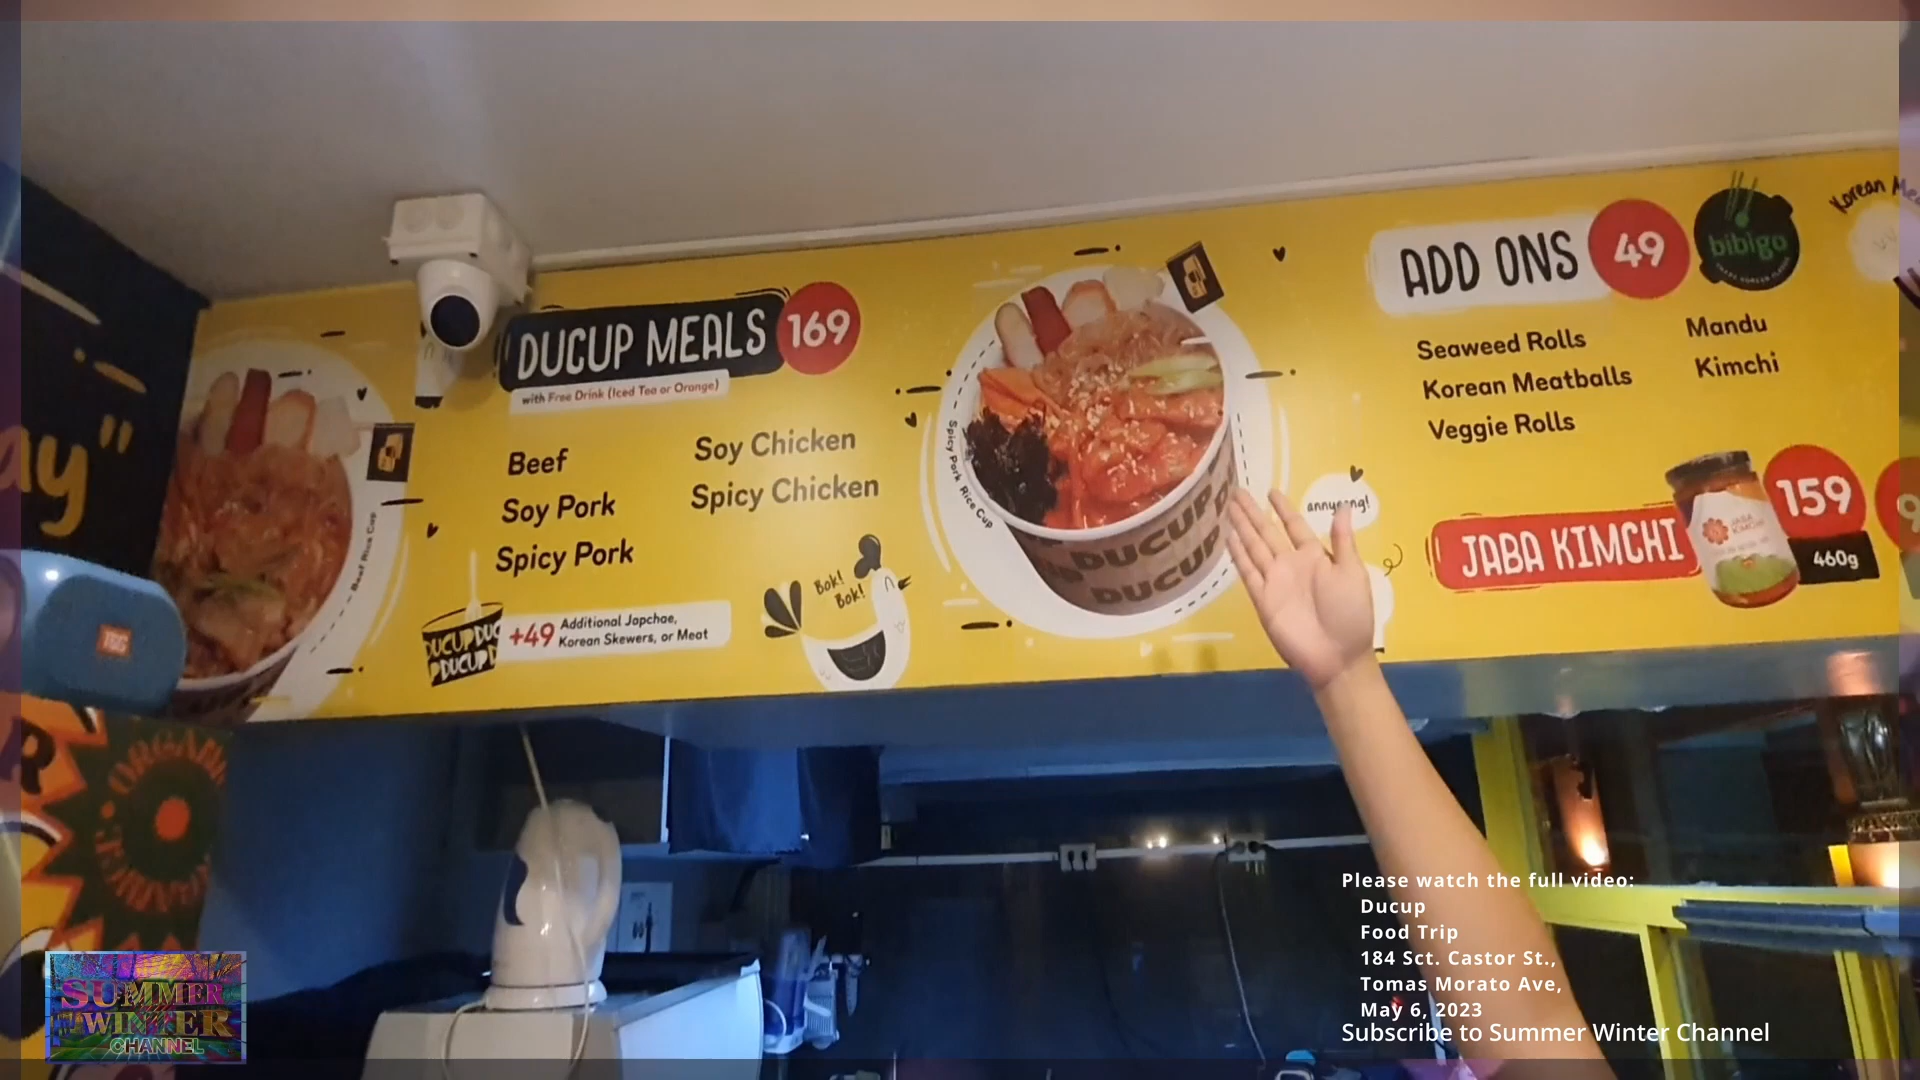 DUCUP MEALS 169
with Free Drink (Iced Tea or Orange)
Beef
Soy Pork
Spicy Pork
Soy Chicken
Spicy Chicken
+49 Additional Japchae,
Korean Skewers, or Meat
Bok!
Bok!
Beef Rice Cup
Spicy Pork Rice Cup
DUCUP
DUCUP
annyeong!
ADD ONS 49
bibigo
Korean
Seaweed Rolls
Korean Meatballs
Veggie Rolls
Mandu
Kimchi
JABA KIMCHI
JABA
KIMCHI
159
460g
ay"
T&G
ORGANIC
Please watch the full video:
Ducup
Food Trip
184 Sct. Castor St.,
Tomas Morato Ave,
May 6, 2023
Subscribe to Summer Winter Channel
SUMMER
WINTER
CHANNEL